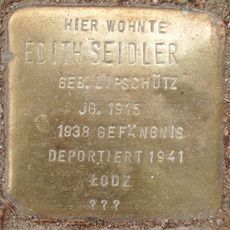 HIER WOHNTE
EDITH SEIDLER
GEB. LIPSCHÜTZ
JG. 1915
1938 GEFÄNGNIS
DEPORTIERT 1941
ŁODZ
???